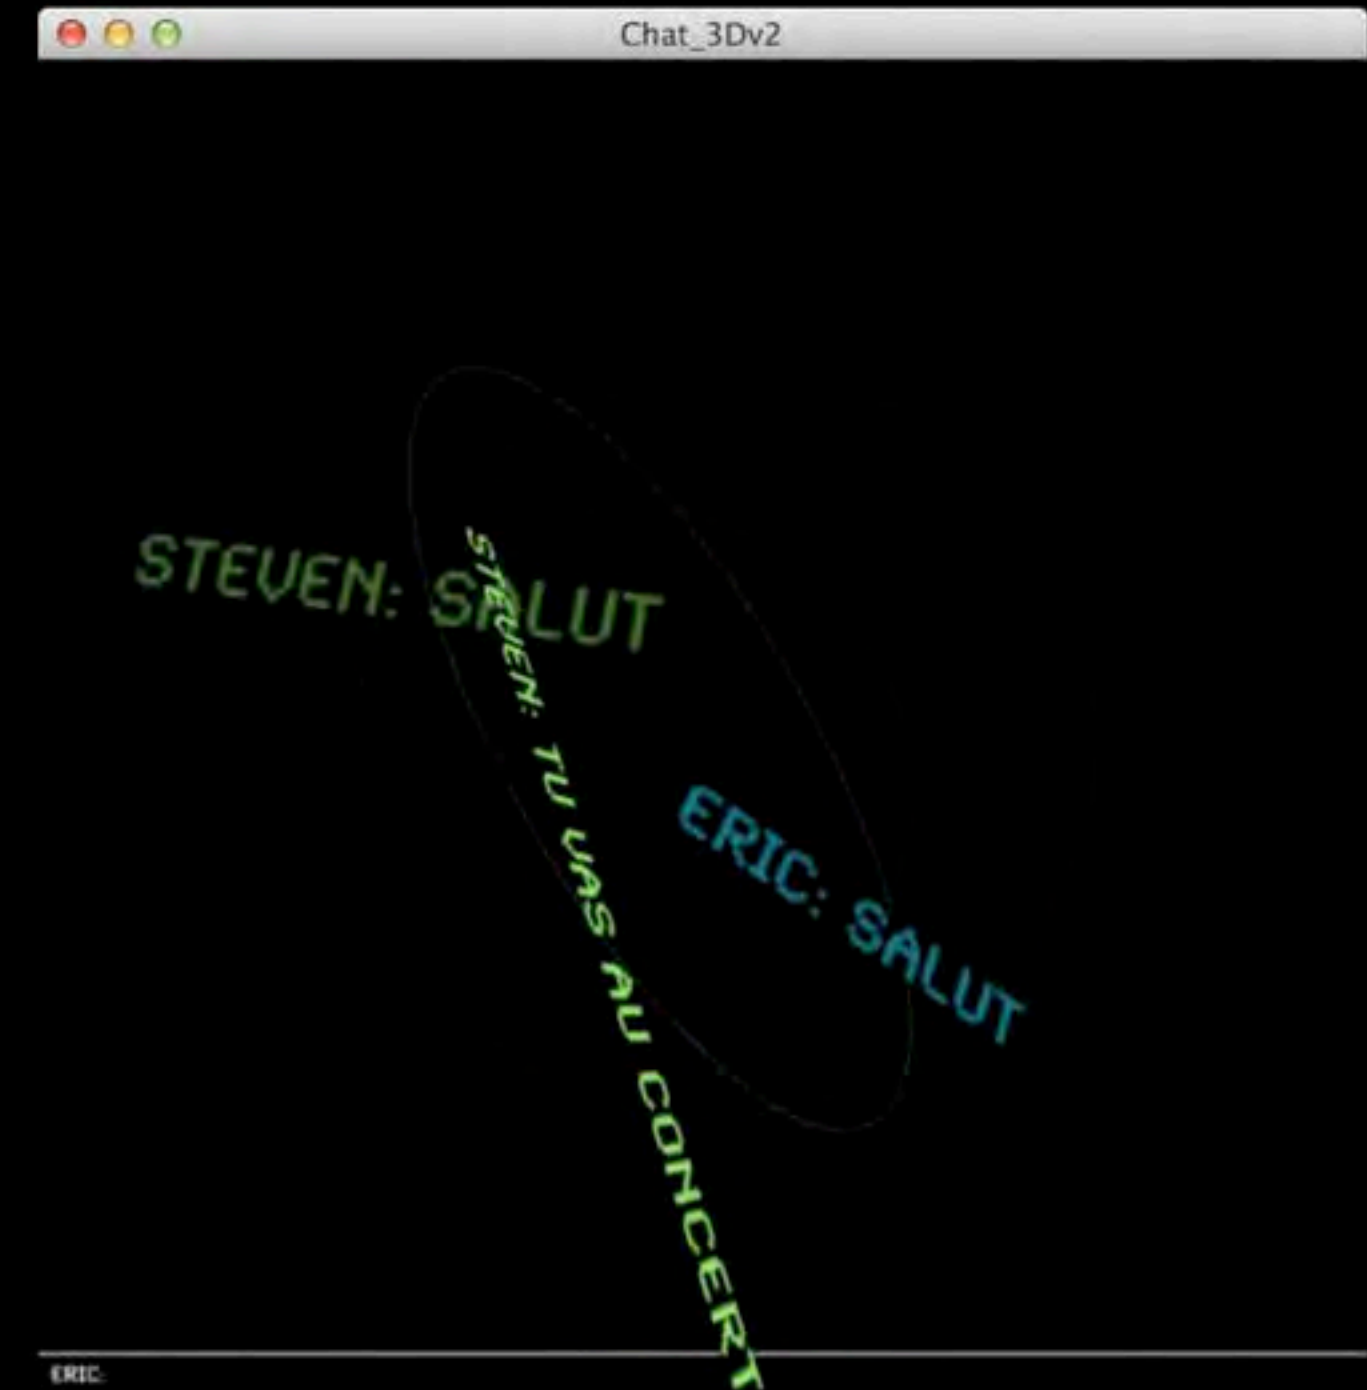 Chat_3Dv2
STEVEN: SALUT
STEVEN: TU VAS AU CONCERT
ERIC: SALUT
ERIC: